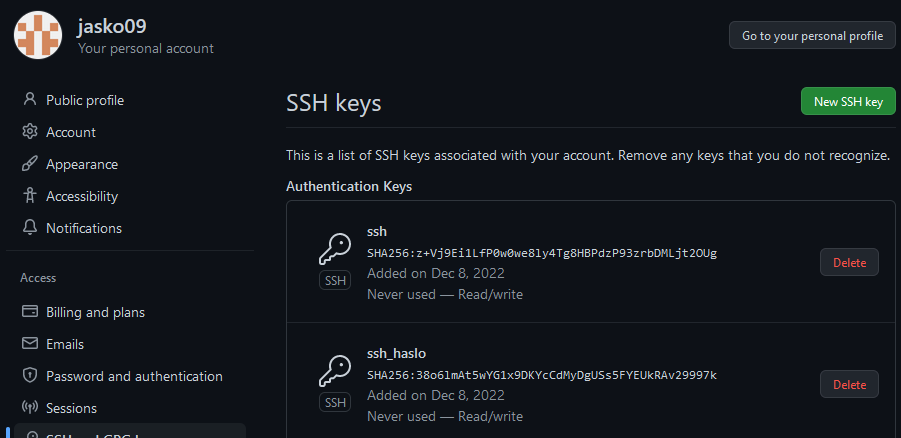 jasko09
Your personal account
Go to your personal profile
Public profile
Account
Appearance
Accessibility
Notifications
Access
Billing and plans
Emails
Password and authentication
Sessions
SSH and GPG keys
SSH keys
New SSH key
This is a list of SSH keys associated with your account. Remove any keys that you do not recognize.
Authentication Keys
ssh
SHA256:z+Vj9Ei1LfP0w0we8ly4Tg8HBPdzP93zrbDMLjt2OUg
Added on Dec 8, 2022
Never used — Read/write
SSH
Delete
ssh_haslo
SHA256:38o6lmAt5wYG1x9DKYcCdMyDgUSs5FYEUkRAv29997k
Added on Dec 8, 2022
Never used — Read/write
SSH
Delete